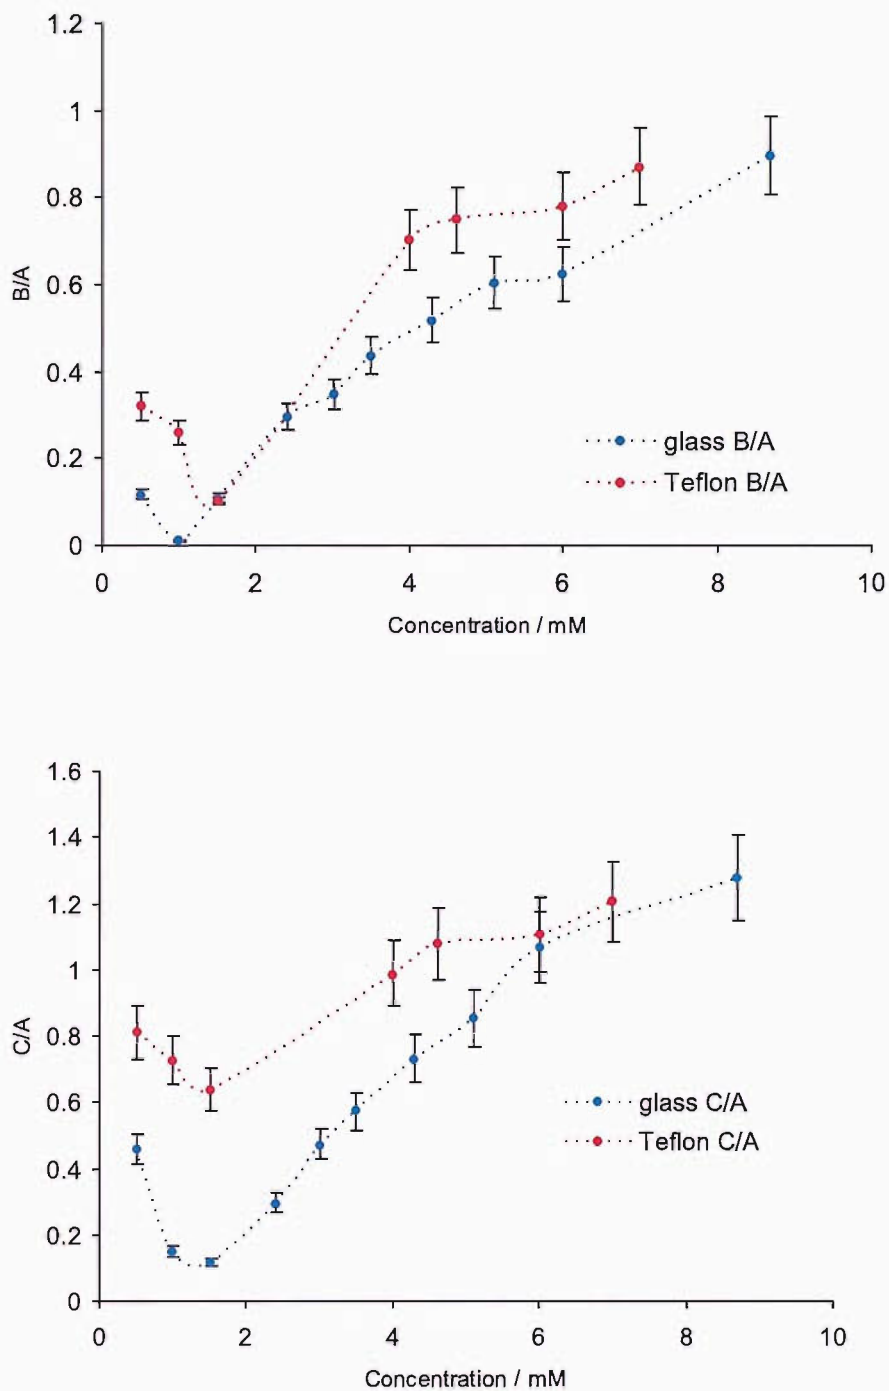 1.2
1
0.8
0.6
0.4
0.2
0
B/A
glass B/A
Teflon B/A
0 2 4 6 8 10
Concentration / mM
1.6
1.4
1.2
1
0.8
0.6
0.4
0.2
0
C/A
glass C/A
Teflon C/A
0 2 4 6 8 10
Concentration / mM